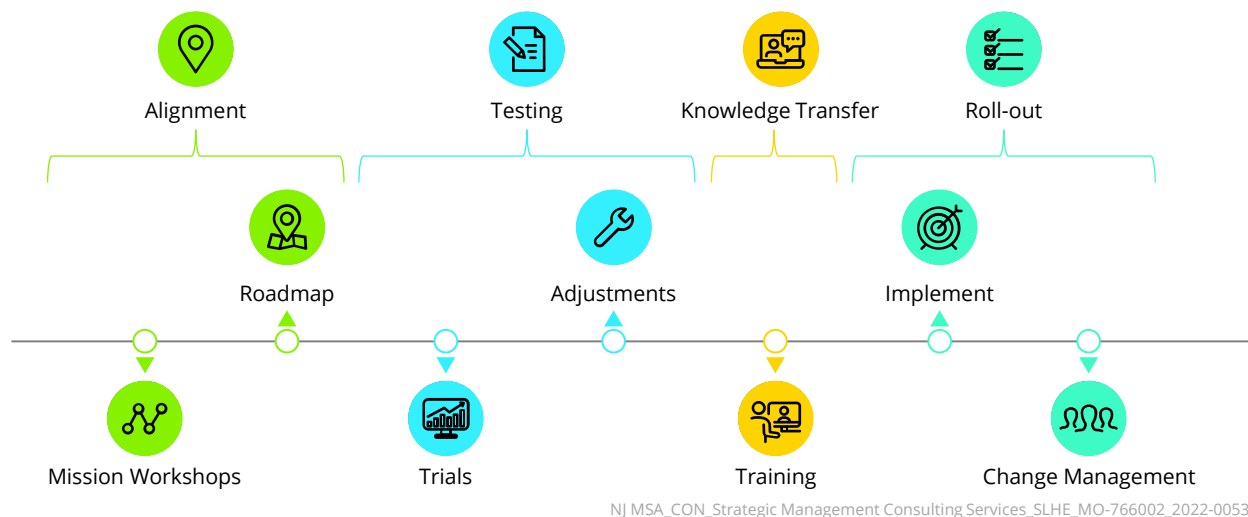 Alignment
Testing
Knowledge Transfer
Roll-out
Roadmap
Adjustments
Implement
Mission Workshops
Trials
Training
Change Management
NJ MSA_CON_Strategic Management Consulting Services_SLHE_MO-766002_2022-0053